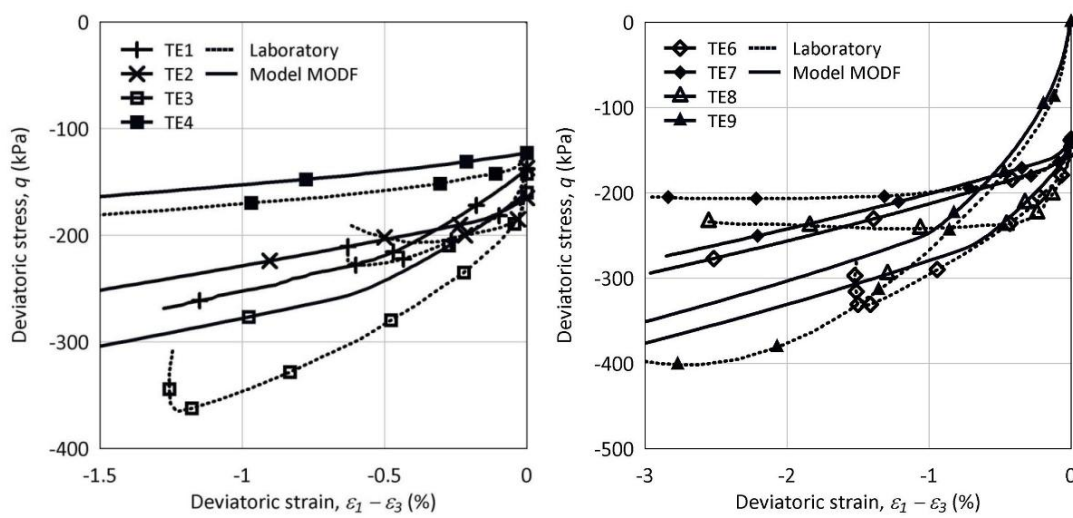 0
-100
-200
-300
-400
Deviatoric stress, q (kPa)
TE1
TE2
TE3
TE4
Laboratory
Model MODF
-1.5
-1
-0.5
0
Deviatoric strain, ε1 – ε3 (%)
0
-100
-200
-300
-400
-500
Deviatoric stress, q (kPa)
TE6
TE7
TE8
TE9
Laboratory
Model MODF
-3
-2
-1
0
Deviatoric strain, ε1 – ε3 (%)